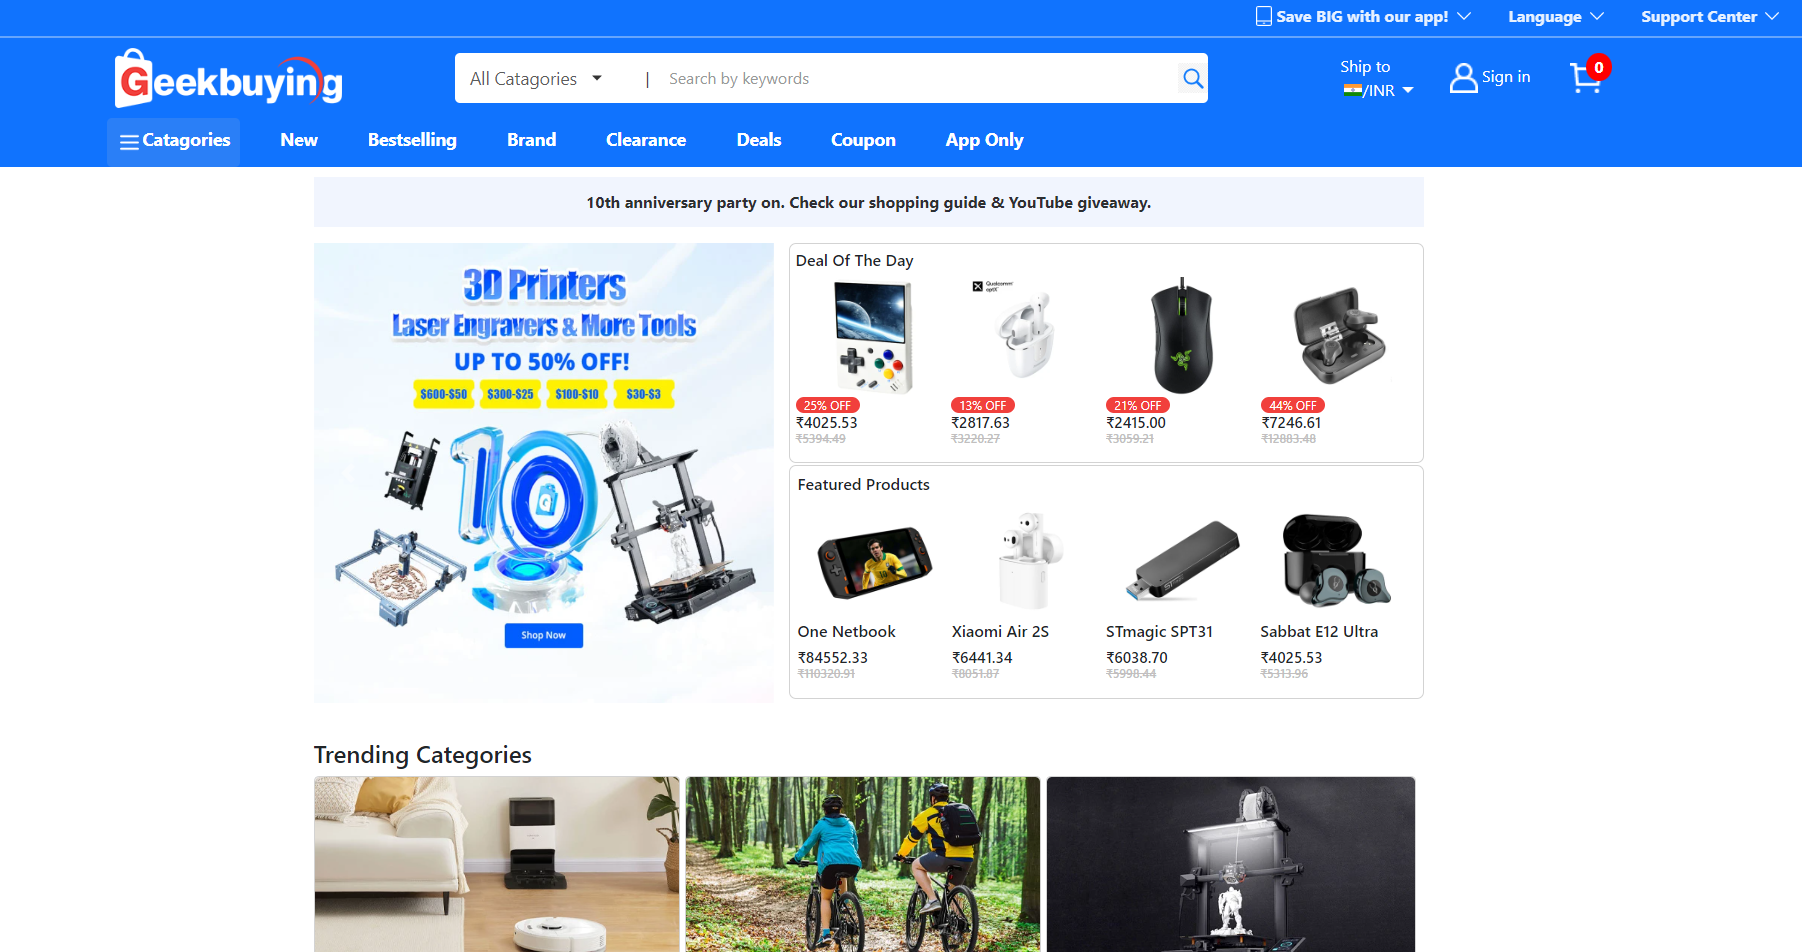 Save BIG with our app!
Language
Support Center
Geekbuying
All Catagories
|
Search by keywords
Ship to
/INR
Sign in
0
Catagories
New
Bestselling
Brand
Clearance
Deals
Coupon
App Only
10th anniversary party on. Check our shopping guide & YouTube giveaway.
3D Printers
Laser Engravers & More Tools
UP TO 50% OFF!
$600-$50
$300-$25
$100-$10
$30-$3
10
G
Shop Now
Deal Of The Day
Qualcomm
aptX
25% OFF
₹4025.53
₹5394.49
13% OFF
₹2817.63
₹3220.27
21% OFF
₹2415.00
₹3059.21
44% OFF
₹7246.61
₹12883.48
Featured Products
One Netbook
₹84552.33
₹110320.91
Xiaomi Air 2S
₹6441.34
₹8051.87
STmagic SPT31
₹6038.70
₹5998.44
Sabbat E12 Ultra
₹4025.53
₹5313.96
Trending Categories